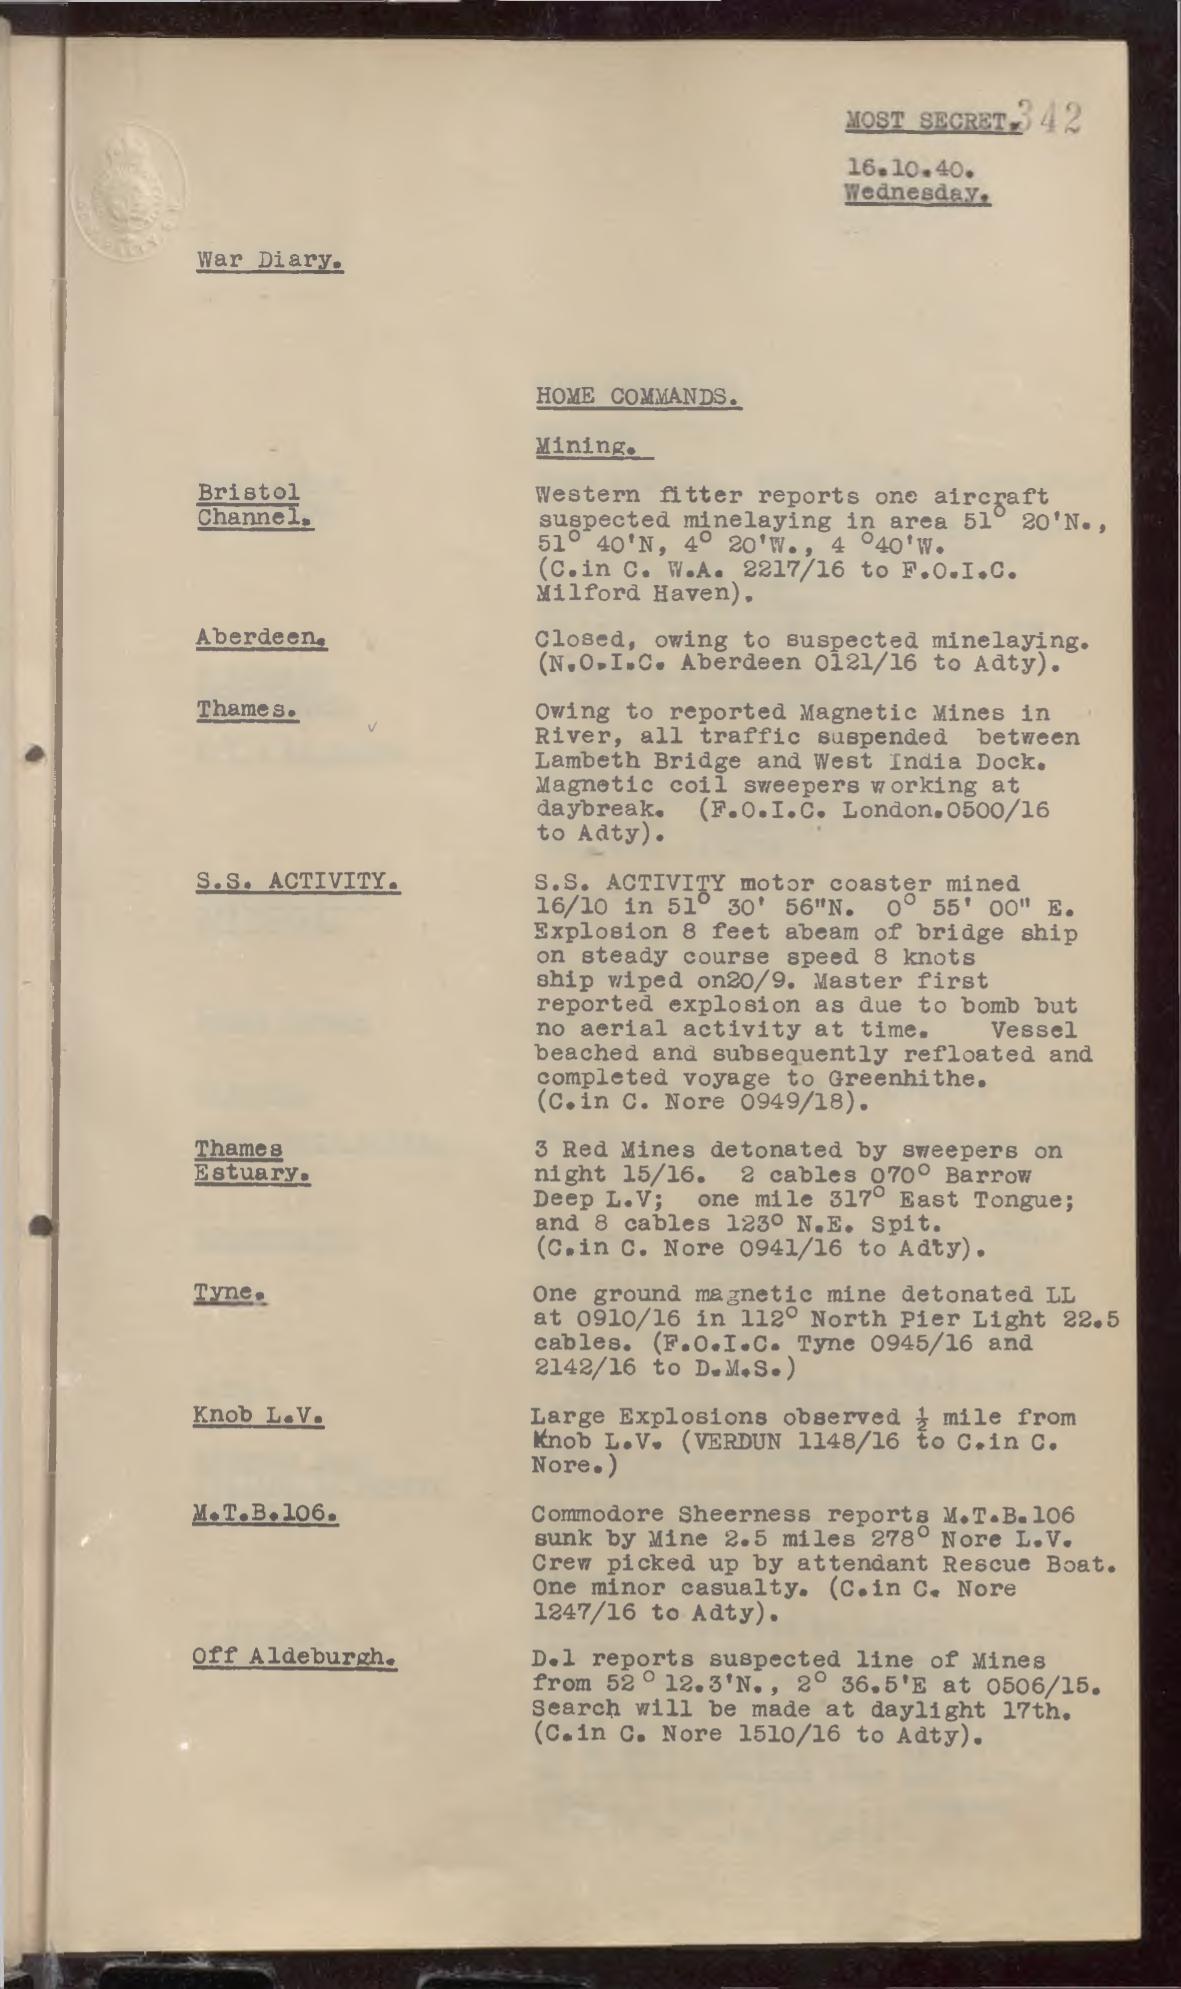 MOST SECRET. 342
16.10.40.
Wednesday.
War Diary.
HOME COMMANDS.
Mining.
Bristol
Channel.
Western fitter reports one aircraft
suspected minelaying in area 51° 20'N.,
51° 40'N, 4° 20'W., 4 °40'W.
(C.in C. W.A. 2217/16 to F.O.I.C.
Milford Haven).
Aberdeen.
Closed, owing to suspected minelaying.
(N.O.I.C. Aberdeen 0121/16 to Adty).
Thames.
Owing to reported Magnetic Mines in
River, all traffic suspended between
Lambeth Bridge and West India Dock.
Magnetic coil sweepers working at
daybreak. (F.O.I.C. London.0500/16
to Adty).
S.S. ACTIVITY.
S.S. ACTIVITY motor coaster mined
16/10 in 51° 30' 56"N. 0° 55' 00" E.
Explosion 8 feet abeam of bridge ship
on steady course speed 8 knots
ship wiped on20/9. Master first
reported explosion as due to bomb but
no aerial activity at time. Vessel
beached and subsequently refloated and
completed voyage to Greenhithe.
(C.in C. Nore 0949/18).
Thames
Estuary.
3 Red Mines detonated by sweepers on
night 15/16. 2 cables 070° Barrow
Deep L.V; one mile 317° East Tongue;
and 8 cables 123° N.E. Spit.
(C.in C. Nore 0941/16 to Adty).
Tyne.
One ground magnetic mine detonated LL
at 0910/16 in 112° North Pier Light 22.5
cables. (F.O.I.C. Tyne 0945/16 and
2142/16 to D.M.S.)
Knob L.V.
Large Explosions observed ½ mile from
Knob L.V. (VERDUN 1148/16 to C.in C.
Nore.)
M.T.B.106.
Commodore Sheerness reports M.T.B.106
sunk by Mine 2.5 miles 278° Nore L.V.
Crew picked up by attendant Rescue Boat.
One minor casualty. (C.in C. Nore
1247/16 to Adty).
Off Aldeburgh.
D.1 reports suspected line of Mines
from 52° 12.3'N., 2° 36.5'E at 0506/15.
Search will be made at daylight 17th.
(C.in C. Nore 1510/16 to Adty).